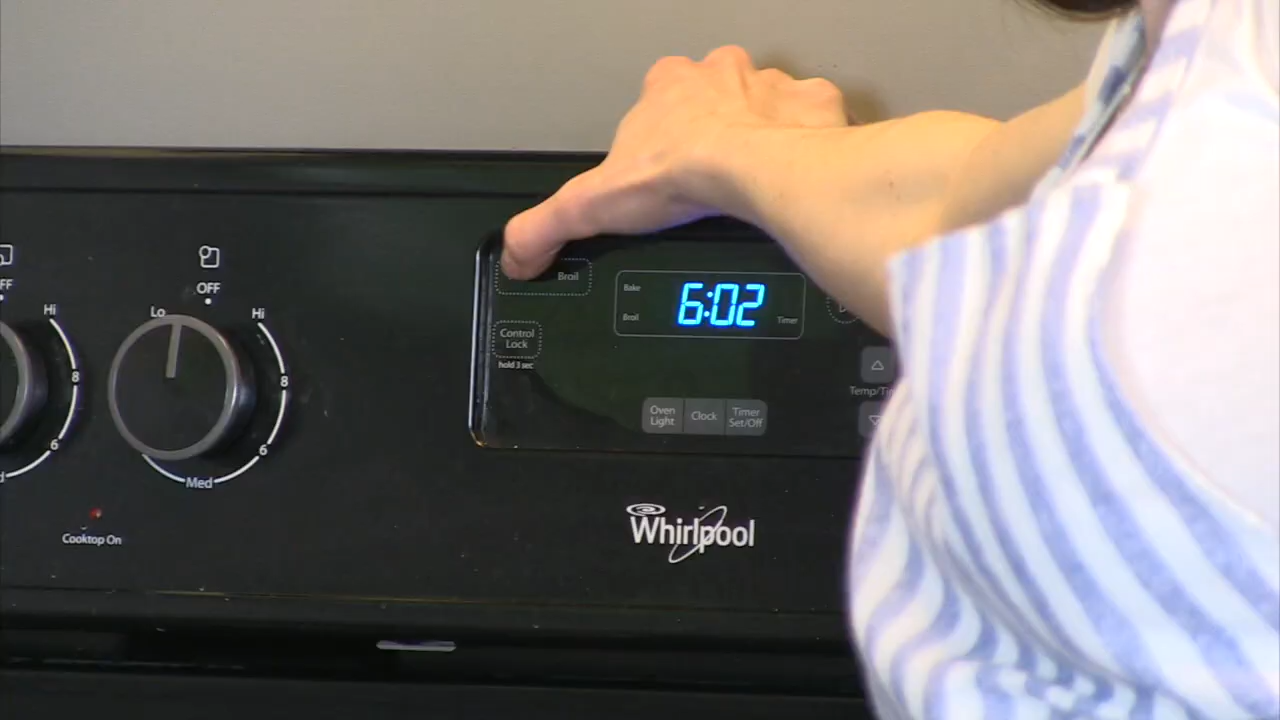 OFF
Lo
Hi
8
6
Med
Hi
8
6
Cooktop On
Broil
Control
Lock
hold 3 sec
Bake
Broil
6:02
Timer
Oven
Light
Clock
Timer
Set/Off
Whirlpool